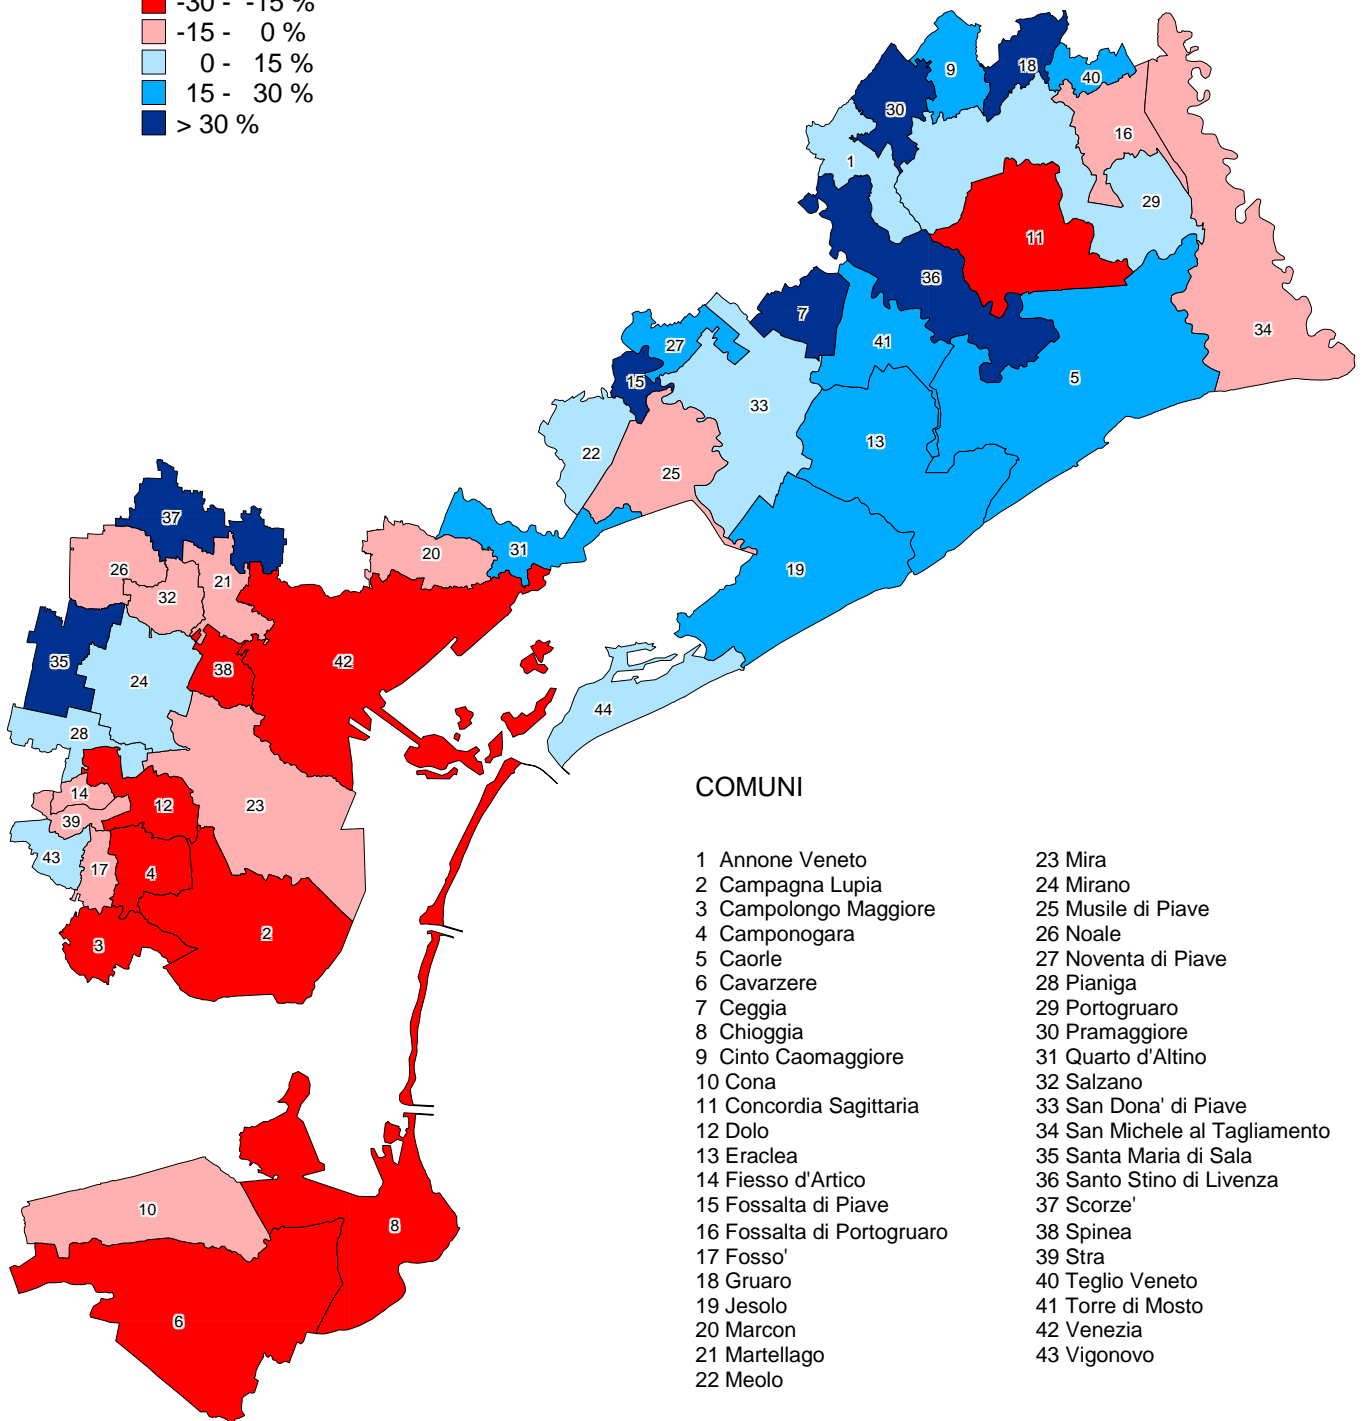 -30 - -15 %
-15 - 0 %
0 - 15 %
15 - 30 %
> 30 %
9
18
40
30
16
1
29
11
36
34
7
41
27
15
5
33
13
22
25
37
20
31
26
21
32
19
35
42
38
24
44
28
14
23
12
39
43
17
4
2
3
10
8
6
COMUNI
1 Annone Veneto
2 Campagna Lupia
3 Campolongo Maggiore
4 Camponogara
5 Caorle
6 Cavarzere
7 Ceggia
8 Chioggia
9 Cinto Caomaggiore
10 Cona
11 Concordia Sagittaria
12 Dolo
13 Eraclea
14 Fiesso d'Artico
15 Fossalta di Piave
16 Fossalta di Portogruaro
17 Fosso'
18 Gruaro
19 Jesolo
20 Marcon
21 Martellago
22 Meolo
23 Mira
24 Mirano
25 Musile di Piave
26 Noale
27 Noventa di Piave
28 Pianiga
29 Portogruaro
30 Pramaggiore
31 Quarto d'Altino
32 Salzano
33 San Dona' di Piave
34 San Michele al Tagliamento
35 Santa Maria di Sala
36 Santo Stino di Livenza
37 Scorze'
38 Spinea
39 Stra
40 Teglio Veneto
41 Torre di Mosto
42 Venezia
43 Vigonovo